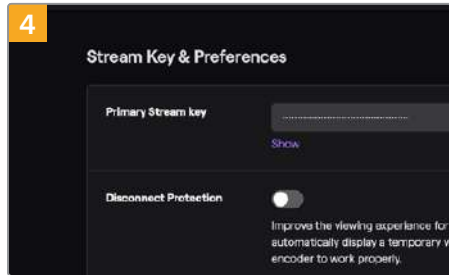 4
Stream Key & Preferences
Primary Stream key
Show
Disconnect Protection
Improve the viewing experience for
automatically display a temporary
encoder to work properly.